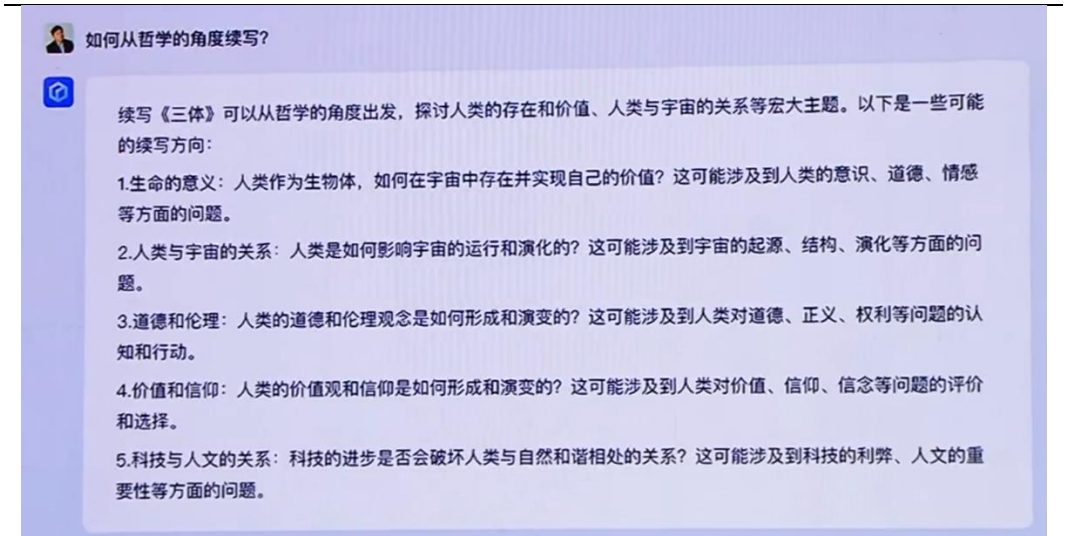 如何从哲学的角度续写？
续写《三体》可以从哲学的角度出发，探讨人类的存在和价值、人类与宇宙的关系等宏大主题。以下是一些可能
的续写方向：
1.生命的意义：人类作为生物体，如何在宇宙中存在并实现自己的价值？这可能涉及到人类的意识、道德、情感
等方面的问题。
2.人类与宇宙的关系：人类是如何影响宇宙的运行和演化的？这可能涉及到宇宙的起源、结构、演化等方面的问
题。
3.道德和伦理：人类的道德和伦理观念是如何形成和演变的？这可能涉及到人类对道德、正义、权利等问题的认
知和行动。
4.价值和信仰：人类的价值观和信仰是如何形成和演变的？这可能涉及到人类对价值、信仰、信念等问题的评价
和选择。
5.科技与人文的关系：科技的进步是否会破坏人类与自然和谐相处的关系？这可能涉及到科技的利弊、人文的重
要性等方面的问题。